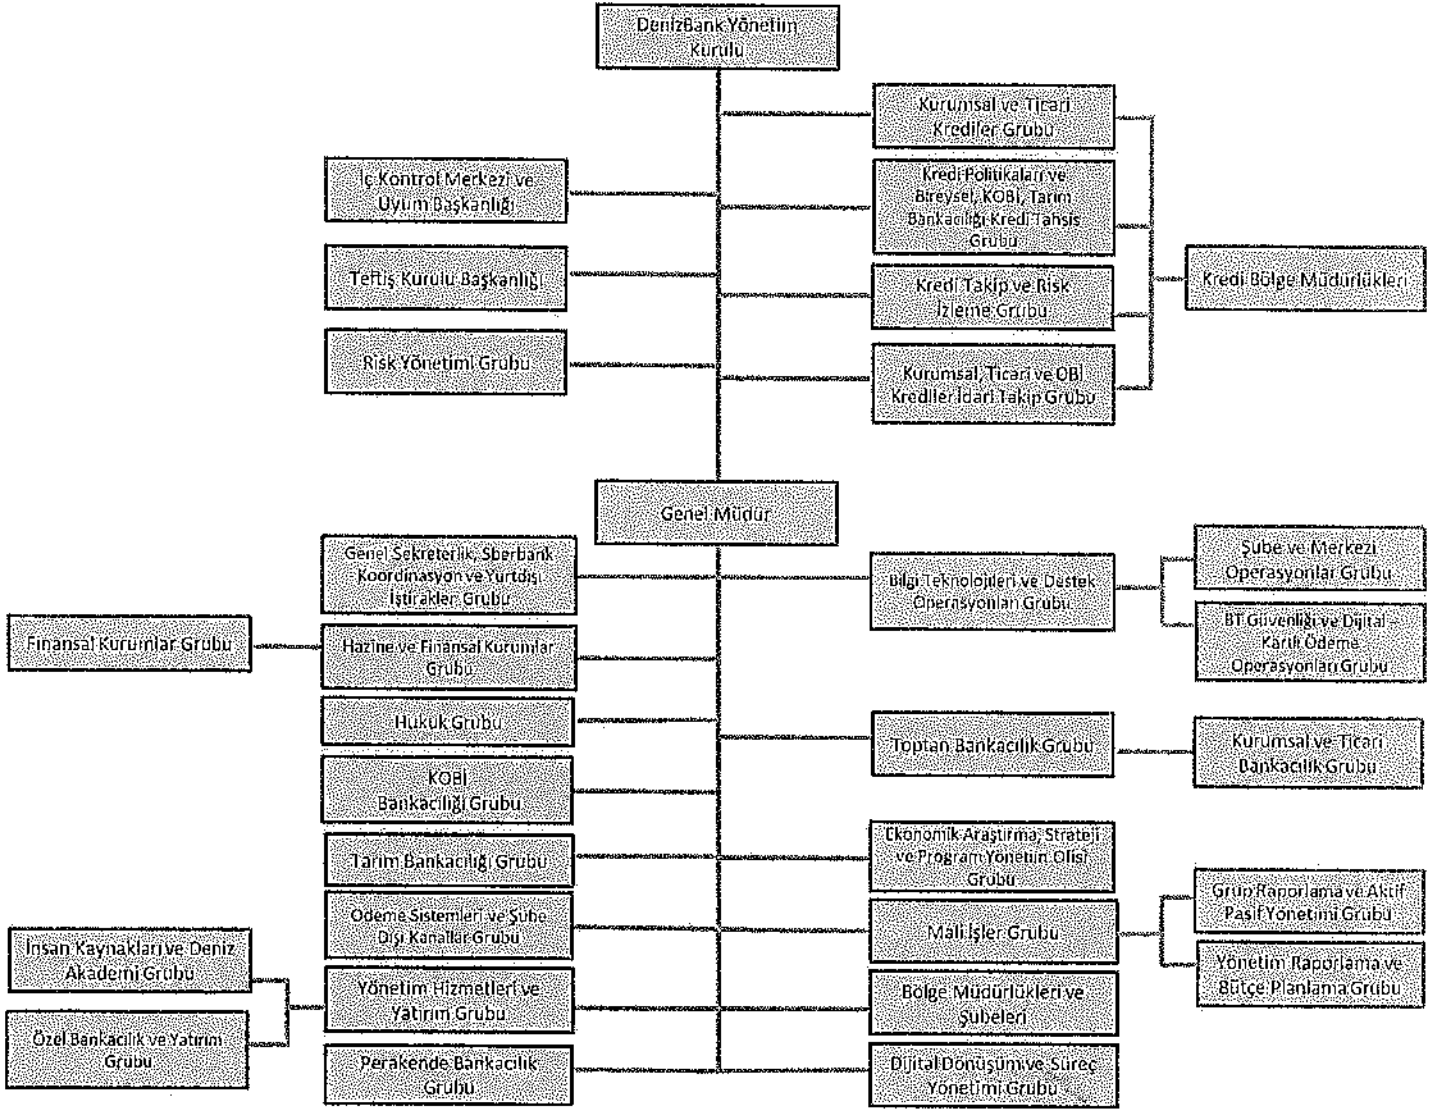 DenizBank Yönetim
Kurulu
Kurumsal ve Ticari
Krediler Grubu
İç Kontrol Merkezi ve
Uyum Başkanlığı
Kredi Politikaları ve
Bireysel, KOBİ, Tarım
Bankacılığı Kredi Tahsis
Grubu
Teftiş Kurulu Başkanlığı
Kredi Takip ve Risk
İzleme Grubu
Kredi Bölge Müdürlükleri
Risk Yönetimi Grubu
Kurumsal, Ticari ve OBİ
Krediler İdari Takip Grubu
Genel Müdür
Genel Sekreterlik, Sberbank
Koordinasyon ve Yurtdışı
İştirakler Grubu
Bilgi Teknolojileri ve Destek
Operasyonları Grubu
Şube ve Merkezi
Operasyonlar Grubu
BT Güvenliği ve Dijital –
Kartlı Ödeme
Operasyonları Grubu
Finansal Kurumlar Grubu
Hazine ve Finansal Kurumlar
Grubu
Hukuk Grubu
Toptan Bankacılık Grubu
Kurumsal ve Ticari
Bankacılık Grubu
KOBİ
Bankacılığı Grubu
Tarım Bankacılığı Grubu
Ekonomik Araştırma, Strateji
ve Program Yönetim Ofisi
Grubu
Ödeme Sistemleri ve Şube
Dışı Kanallar Grubu
Mali İşler Grubu
Grup Raporlama ve Aktif
Pasif Yönetimi Grubu
Yönetim Raporlama ve
Bütçe Planlama Grubu
İnsan Kaynakları ve Deniz
Akademi Grubu
Yönetim Hizmetleri ve
Yatırım Grubu
Bölge Müdürlükleri ve
Şubeleri
Özel Bankacılık ve Yatırım
Grubu
Perakende Bankacılık
Grubu
Dijital Dönüşüm ve Süreç
Yönetimi Grubu